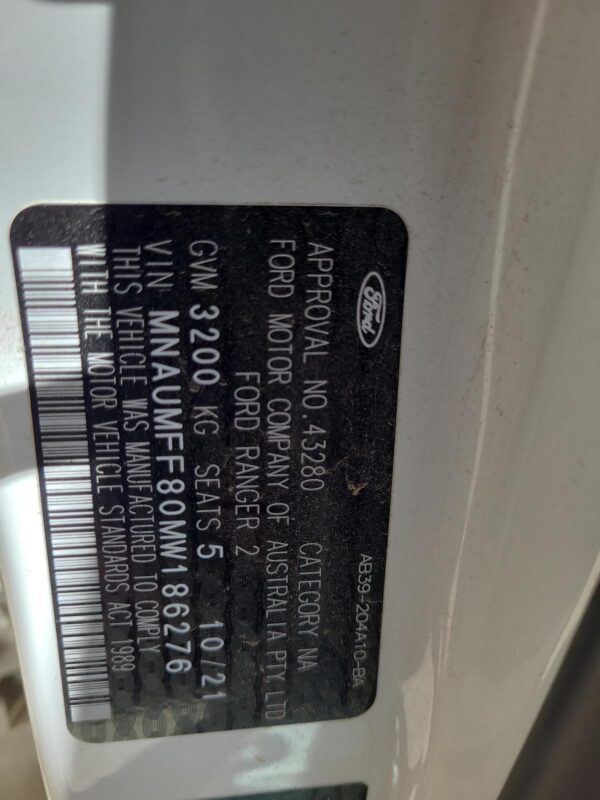 Ford
AB39-204A10-BA
APPROVAL NO.43280 CATEGORY NA
FORD MOTOR COMPANY OF AUSTRALIA PTY LTD
FORD RANGER 2
GVM 3200 KG SEATS 5 10/21
VIN MNAUMFF80MW186276
THIS VEHICLE WAS MANUFACTURED TO COMPLY
WITH THE MOTOR VEHICLE STANDARDS ACT 989